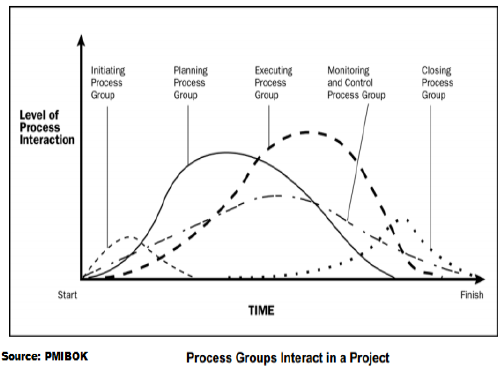 Initiating
Process
Group
Planning
Process
Group
Executing
Process
Group
Monitoring
and Control
Process Group
Closing
Process
Group
Level of
Process
Interaction
Start
Finish
TIME
Source: PMIBOK
Process Groups Interact in a Project